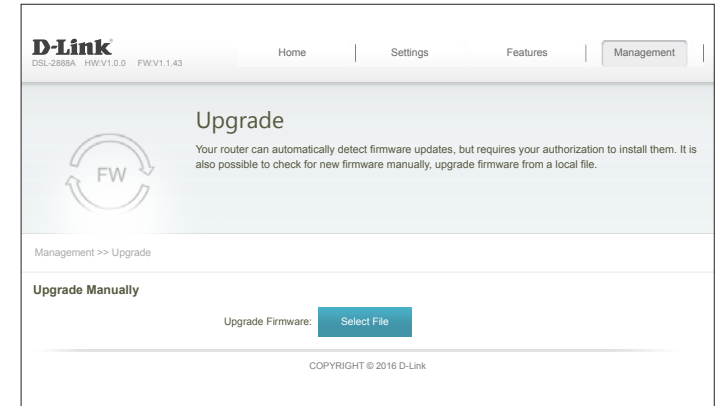 D-Link
DSL-2888A HW:V1.0.0 FW:V1.1.43
Home Settings Features Management
Upgrade
Your router can automatically detect firmware updates, but requires your authorization to install them. It is
also possible to check for new firmware manually, upgrade firmware from a local file.
FW
Management >> Upgrade
Upgrade Manually
Upgrade Firmware: Select File
COPYRIGHT © 2016 D-Link